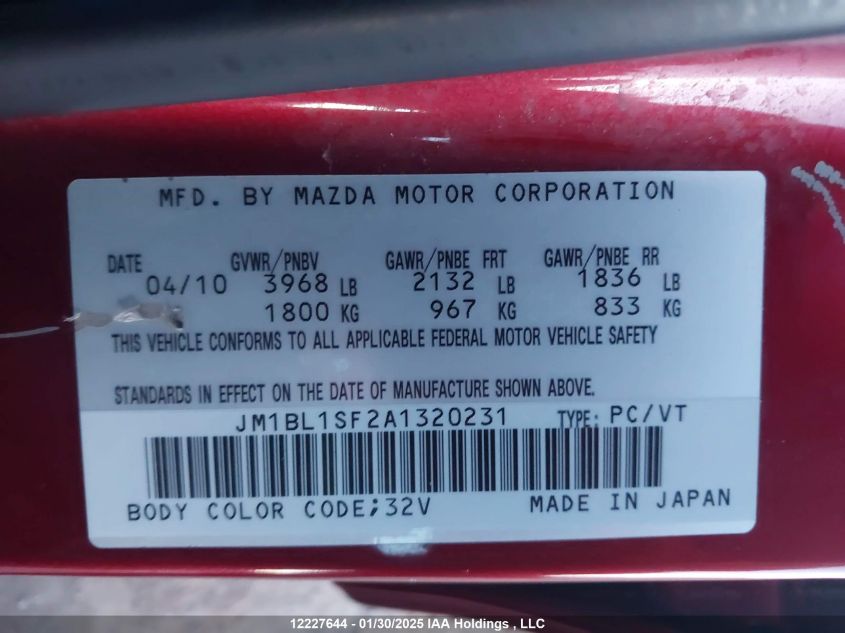 MFD. BY MAZDA MOTOR CORPORATION
DATE GVWR/PNBV GAWR/PNBE FRT GAWR/PNBE RR
04/10 3968 LB 2132 LB 1836 LB
1800 KG 967 KG 833 KG
THIS VEHICLE CONFORMS TO ALL APPLICABLE FEDERAL MOTOR VEHICLE SAFETY
STANDARDS IN EFFECT ON THE DATE OF MANUFACTURE SHOWN ABOVE.
JM1BL1SF2A1320231 TYPE: PC/VT
BODY COLOR CODE;32V MADE IN JAPAN
12227644 - 01/30/2025 IAA Holdings , LLC